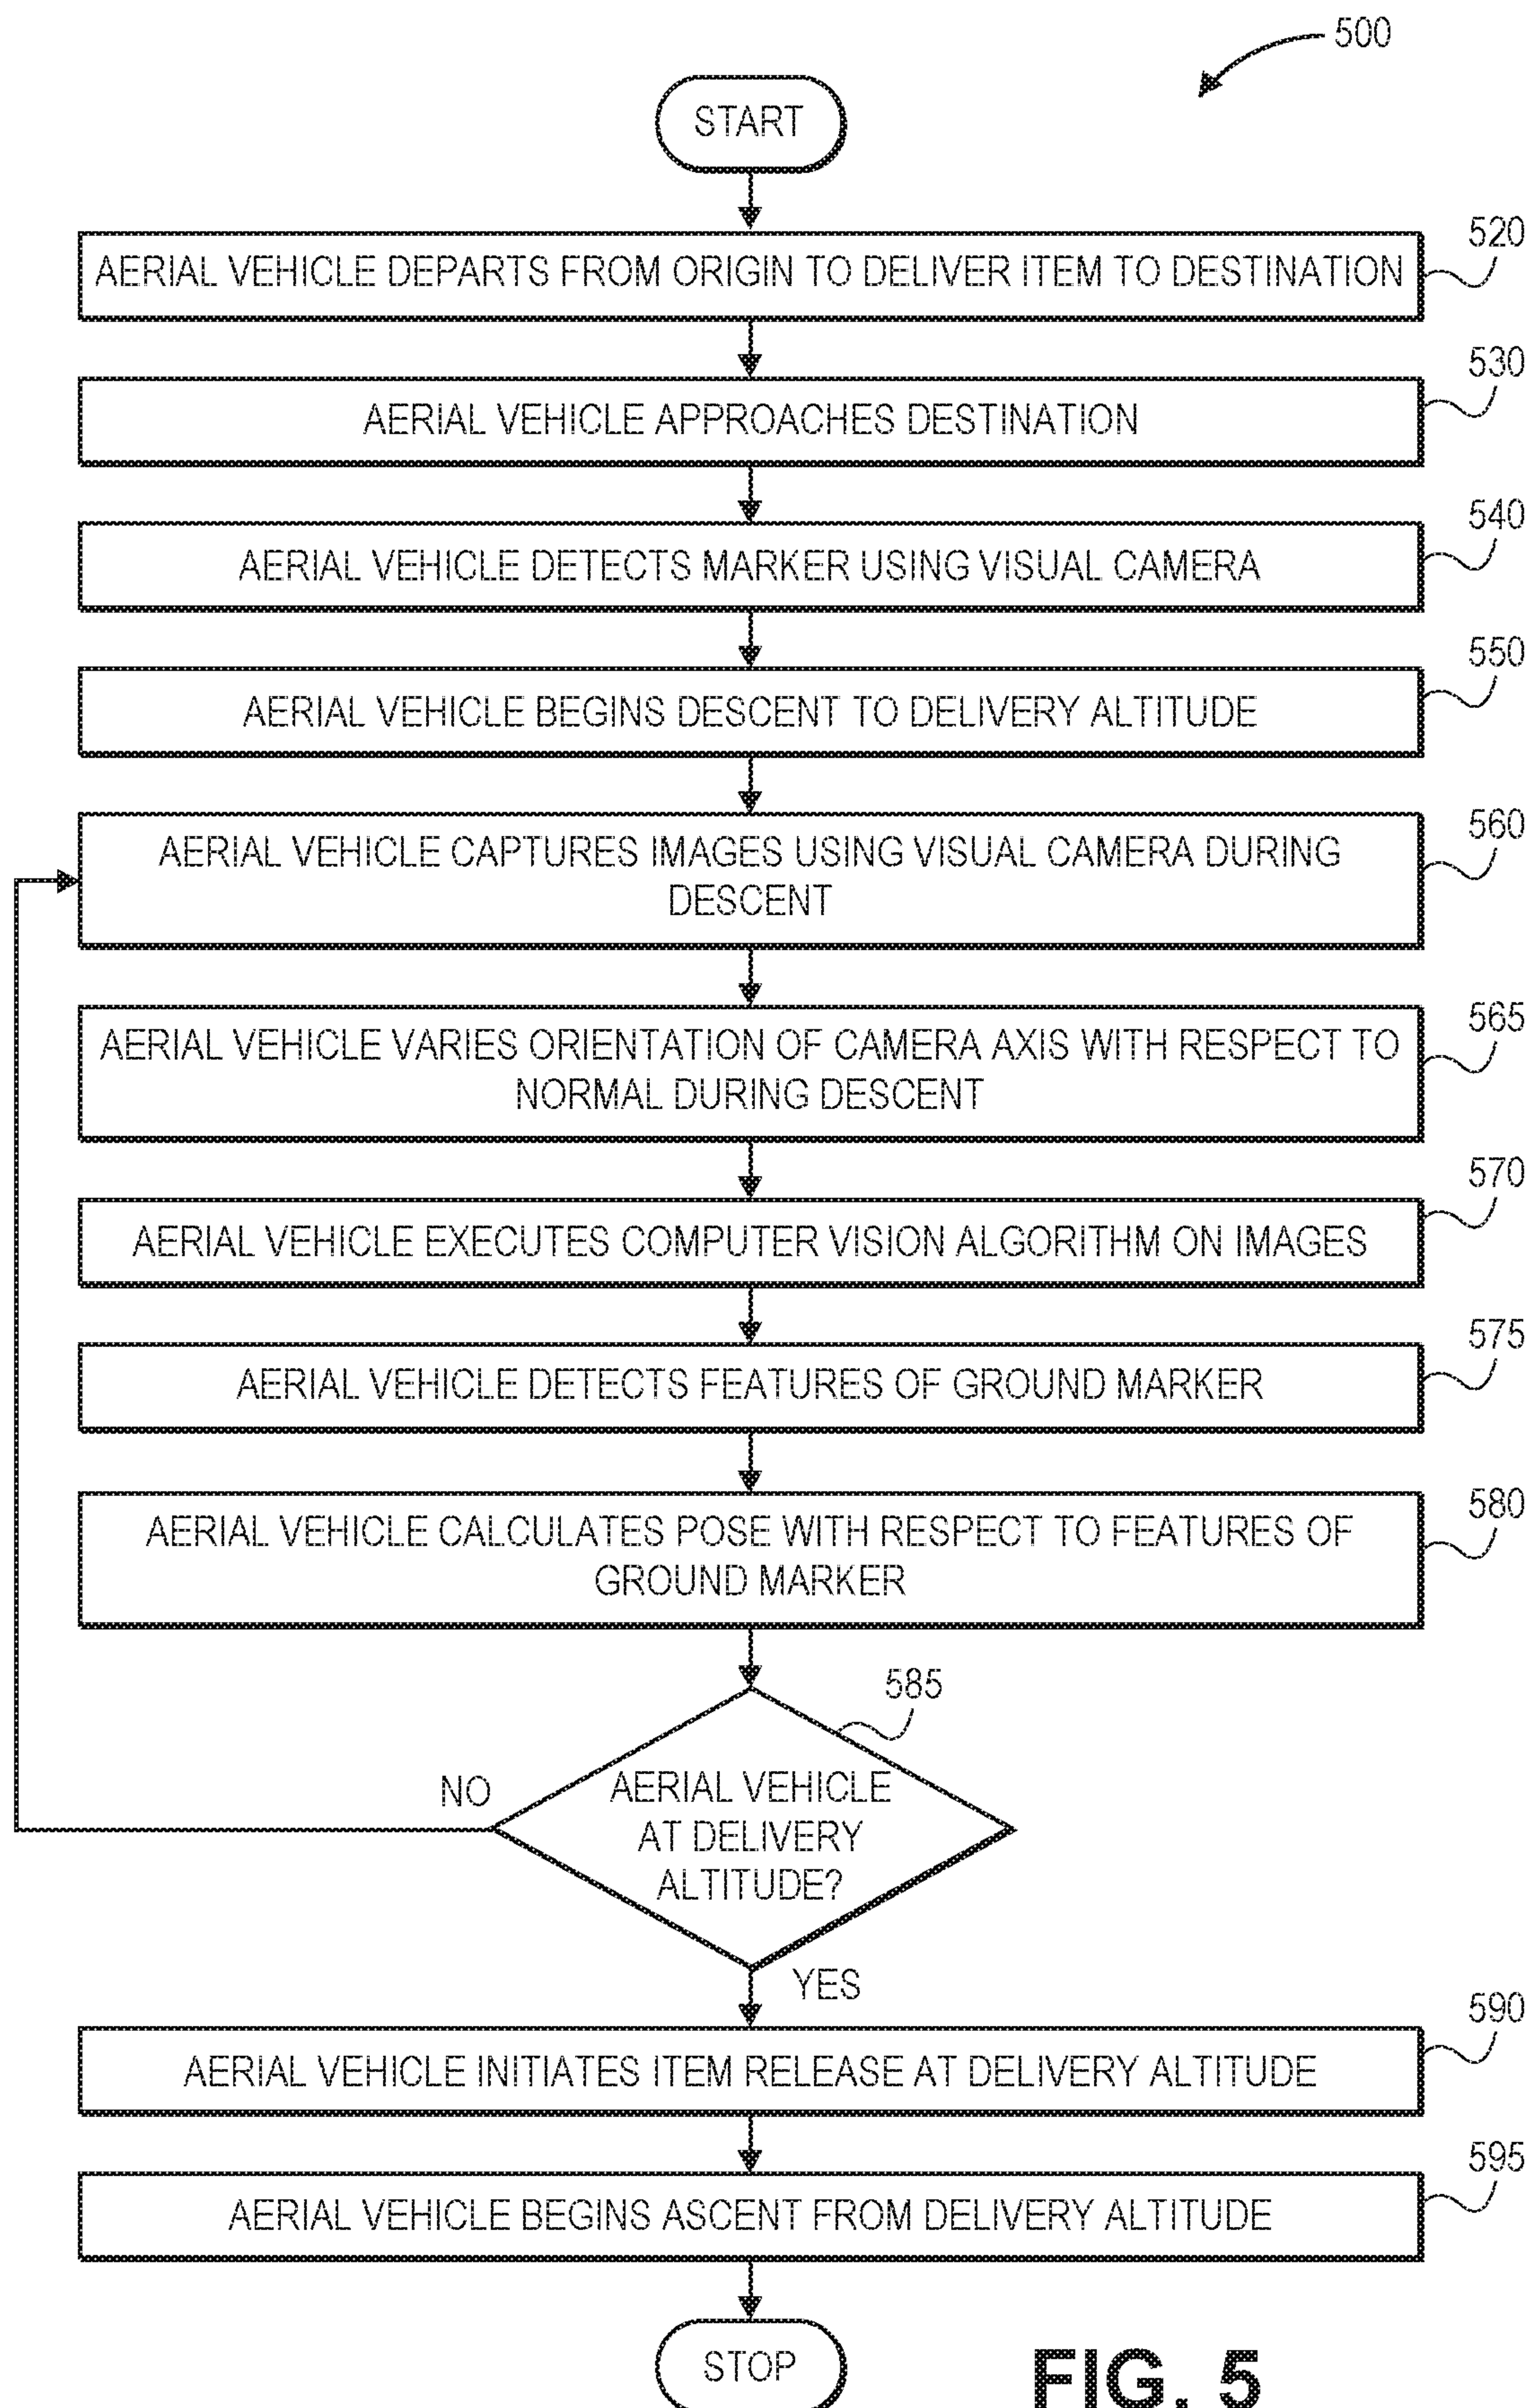 500
START
520
AERIAL VEHICLE DEPARTS FROM ORIGIN TO DELIVER ITEM TO DESTINATION
530
AERIAL VEHICLE APPROACHES DESTINATION
540
AERIAL VEHICLE DETECTS MARKER USING VISUAL CAMERA
550
AERIAL VEHICLE BEGINS DESCENT TO DELIVERY ALTITUDE
560
AERIAL VEHICLE CAPTURES IMAGES USING VISUAL CAMERA DURING
DESCENT
565
AERIAL VEHICLE VARIES ORIENTATION OF CAMERA AXIS WITH RESPECT TO
NORMAL DURING DESCENT
570
AERIAL VEHICLE EXECUTES COMPUTER VISION ALGORITHM ON IMAGES
575
AERIAL VEHICLE DETECTS FEATURES OF GROUND MARKER
580
AERIAL VEHICLE CALCULATES POSE WITH RESPECT TO FEATURES OF
GROUND MARKER
585
NO
AERIAL VEHICLE
AT DELIVERY
ALTITUDE?
YES
590
AERIAL VEHICLE INITIATES ITEM RELEASE AT DELIVERY ALTITUDE
595
AERIAL VEHICLE BEGINS ASCENT FROM DELIVERY ALTITUDE
STOP
FIG. 5